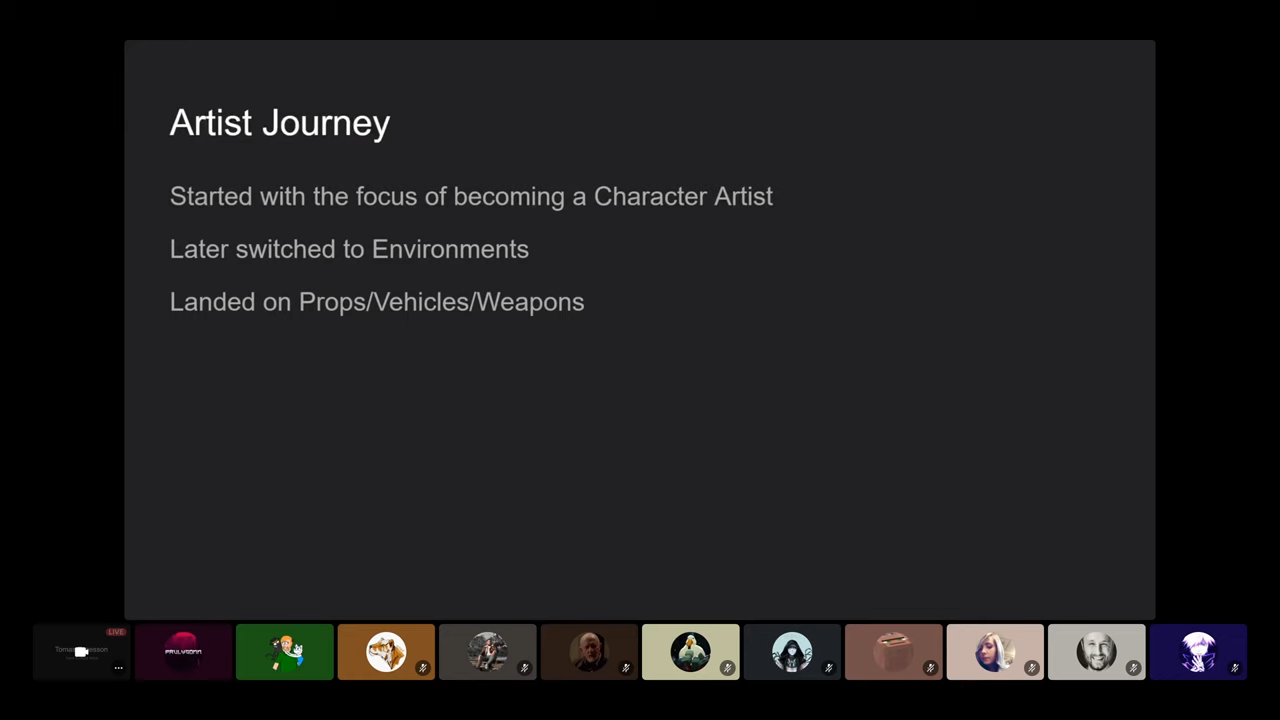 Artist Journey
Started with the focus of becoming a Character Artist
Later switched to Environments
Landed on Props/Vehicles/Weapons
LIVE
PAULYGONN